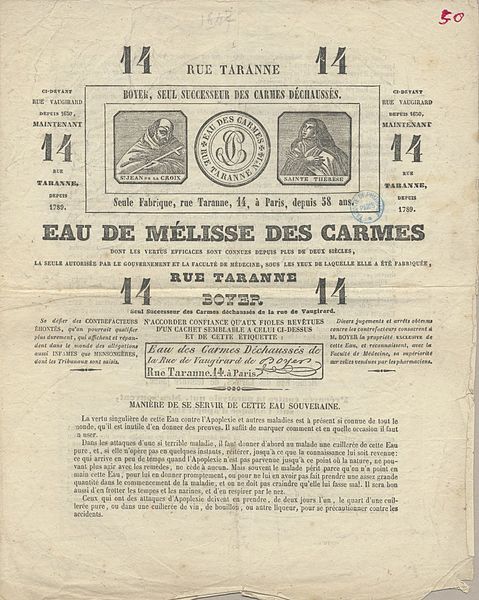 1847
50
14 RUE TARANNE 14
BOYER, SEUL SUCCESSEUR DES CARMES DÉCHAUSSÉS.
CI-DEVANT
RUE VAUGIRARD
DEPUIS 1650,
MAINTENANT
14
RUE
TARANNE,
DEPUIS
1789.
ST JEAN DE LA CROIX
EAU DES CARMES
RUE TARANNE No 14
SAINTE THÉRÈSE
CI-DEVANT
RUE VAUGIRARD
DEPUIS 1650,
MAINTENANT
14
RUE
TARANNE,
DEPUIS
1789.
Seule Fabrique, rue Taranne, 14, à Paris, depuis 58 ans.
EAU DE MÉLISSE DES CARMES
DONT LES VERTUS EFFICACES SONT CONNUES DEPUIS PLUS DE DEUX SIÈCLES,
LA SEULE AUTORISÉE PAR LE GOUVERNEMENT ET LA FACULTÉ DE MÉDECINE, SOUS LES YEUX DE LAQUELLE ELLE A ÉTÉ FABRIQUÉE,
RUE TARANNE
14 BOYER 14
Seul Successeur des Carmes déchaussés de la rue de Vaugirard.
Se défier des CONTREFACTEURS
ÉHONTÉS, qu'on pourrait qualifier
plus durement, qui affichent et répan-
dent dans le monde des allégations
aussi INFAMES que MENSONGÈRES,
dont les Tribunaux sont saisis.
N'ACCORDER CONFIANCE QU'AUX FIOLES REVÊTUES
D'UN CACHET SEMBLABLE A CELUI CI-DESSUS
ET DE CETTE ÉTIQUETTE :
Eau des Carmes Déchaussés de
la Rue de Vaugirard de Boyer
Rue Taranne. 14. à Paris
Divers jugements et arrêts obtenus
contre les contrefacteurs consacrent à
M. BOYER la propriété EXCLUSIVE de
cette Eau, et reconnaissent, avec la
Faculté de Médecine, sa supériorité
sur celles vendues par les pharmaciens.
MANIÈRE DE SE SERVIR DE CETTE EAU SOUVERAINE.
La vertu singulière de cette Eau contre l'Apoplexie et autres maladies est à présent si connue de tout le
monde, qu'il est inutile d'en donner des preuves. Il suffit de marquer comment et en quelle occasion il faut
en user.
Dans les attaques d'une si terrible maladie, il faut donner d'abord au malade une cuillerée de cette Eau
pure, et, si elle n'opère pas en quelques instants, réitérer, jusqu'à ce que la connaissance lui soit revenue:
ce qui arrive en peu de temps quand l'Apoplexie n'est pas parvenue jusqu'à ce point où la nature, ne pou-
vant plus agir avec les remèdes, ne cède à aucun. Mais souvent le malade périt parce qu'on n'a point en
main cette Eau, pour lui en donner promptement, ou pour ne lui en avoir pas fait prendre une assez grande
quantité dans le commencement de la maladie, et on ne doit pas craindre qu'elle lui fasse mal. Il sera bon
aussi d'en frotter les tempes et les narines, et d'en respirer par le nez.
Ceux qui ont des attaques d'Apoplexie doivent en prendre, de deux jours l'un, le quart d'une cuill-
erée pure, ou dans une cuillerée de vin, de bouillon, ou autre liqueur, pour se précautionner contre les
accidents.